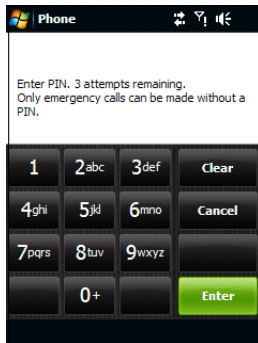 Phone
Enter PIN. 3 attempts remaining.
Only emergency calls can be made without a
PIN.
1 2abc 3def Clear
4ghi 5jkl 6mno Cancel
7pqrs 8tuv 9wxyz
0+ Enter